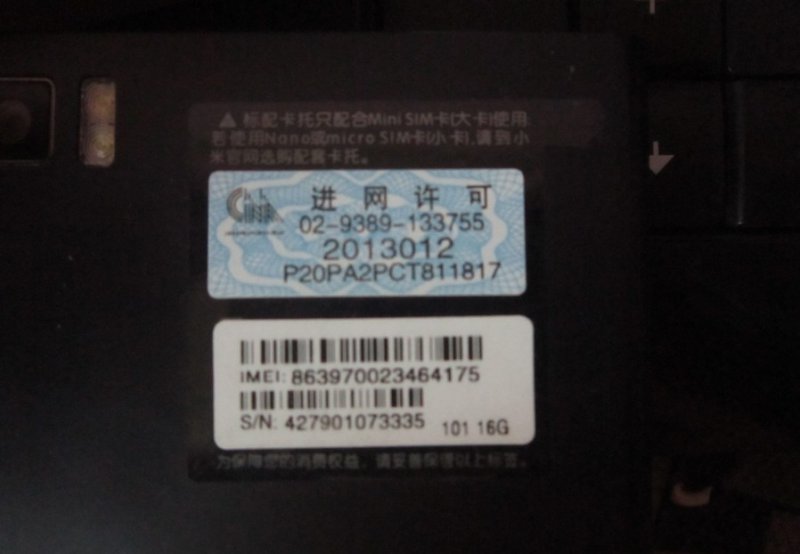 ▲ 标配卡托只配合Mini SIM卡(大卡)使用
若使用Nano或micro SIM卡(小卡),请到小
米官网选购配套卡托。
进网许可
02-9389-133755
2013012
P20PA2PCT811817
IMEI: 863970023464175
S/N: 427901073335 101 16G
为保障您的消费权益，请妥善保谨以上标签。